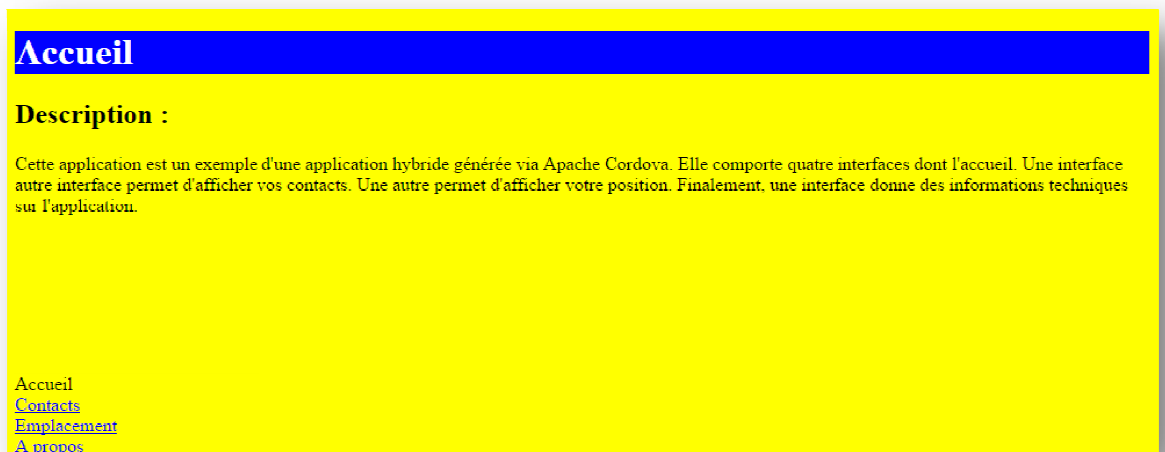 Accueil
Description :
Cette application est un exemple d'une application hybride générée via Apache Cordova. Elle comporte quatre interfaces dont l'accueil. Une interface
autre interface permet d'afficher vos contacts. Une autre permet d'afficher votre position. Finalement, une interface donne des informations techniques
sur l'application.
Accueil
Contacts
Emplacement
A propos